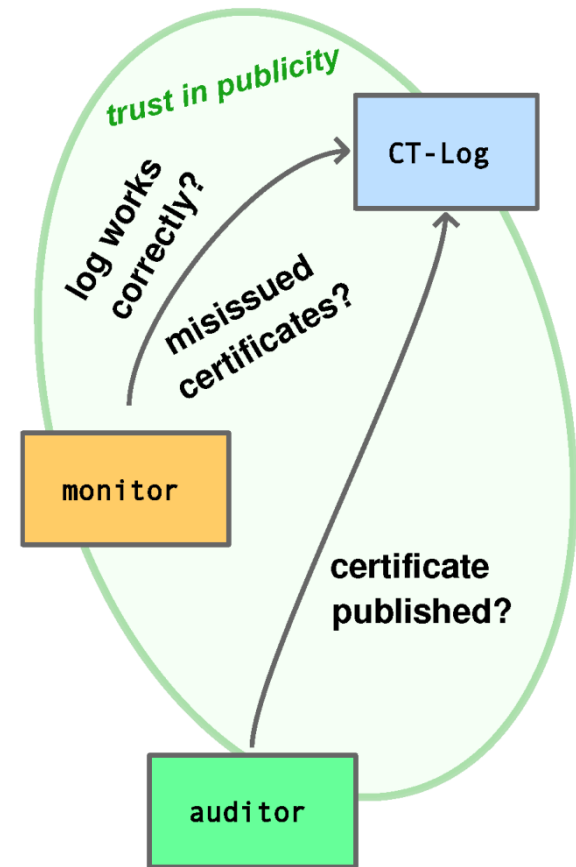 trust in publicity
CT-Log
log works
correctly?
misissued
certificates?
monitor
certificate
published?
auditor